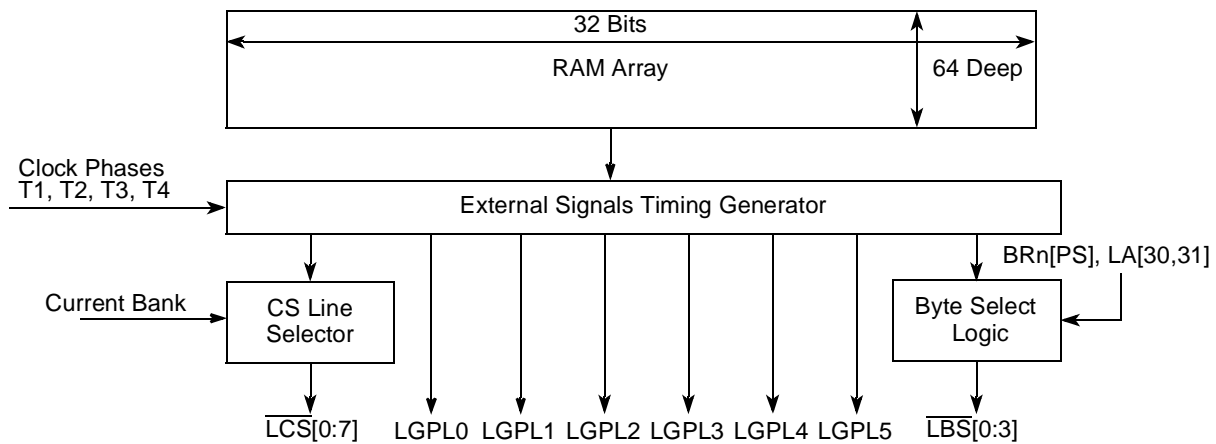 32 Bits
RAM Array
64 Deep
Clock Phases
T1, T2, T3, T4
External Signals Timing Generator
BRn[PS], LA[30,31]
Current Bank
CS Line
Selector
Byte Select
Logic
LCS[0:7]
LGPL0
LGPL1
LGPL2
LGPL3
LGPL4
LGPL5
LBS[0:3]